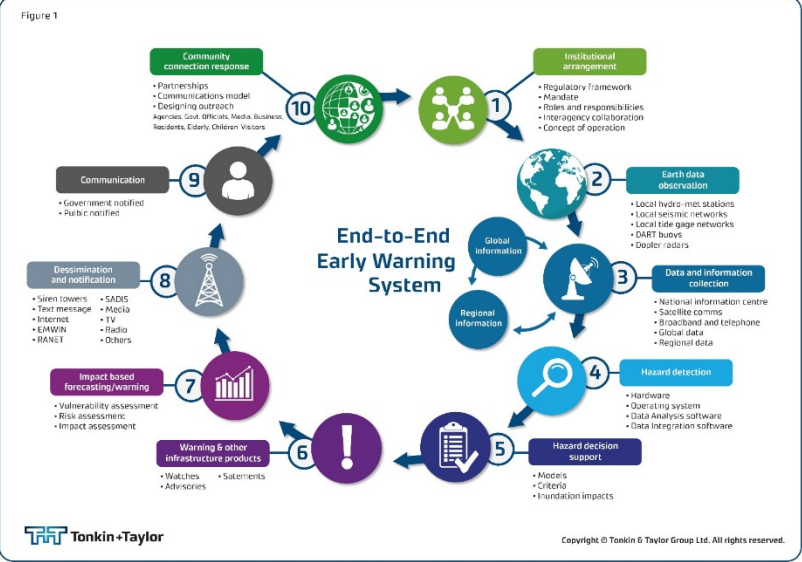 Figure 1
Community
connection response
• Partnerships
• Communications model
• Designing outreach
Agencies, Govt. Officials, Media, Business,
Residents, Elderly, Children Visitors
10
Institutional
arrangement
• Regulatory framework
• Mandate
• Roles and responsibilities
• Interagency collaboration
• Concept of operation
1
Earth data
observation
• Local hydro-met stations
• Local seismic networks
• Local tide gage networks
• DART buoys
• Dopler radars
2
Data and information
collection
• National information centre
• Satellite comms
• Broadband and telephone
• Global data
• Regional data
3
Global
information
Regional
information
End-to-End
Early Warning
System
Hazard detection
• Hardware
• Operating system
• Data Analysis software
• Data Integration software
4
Hazard decision
support
• Models
• Criteria
• Inundation impacts
5
Warning & other
infrastructure products
• Watches
• Advisories
• Satements
6
Impact based
forecasting/warning
• Vulnerability assessment
• Risk assessment
• Impact assessment
7
Dessimination
and notification
• Siren towers
• Text message
• Internet
• EMWIN
• RANET
• SADIS
• Media
• TV
• Radio
• Others
8
Communication
• Government notified
• Pulbic notified
9
Tonkin+Taylor
Copyright © Tonkin & Taylor Group Ltd. All rights reserved.